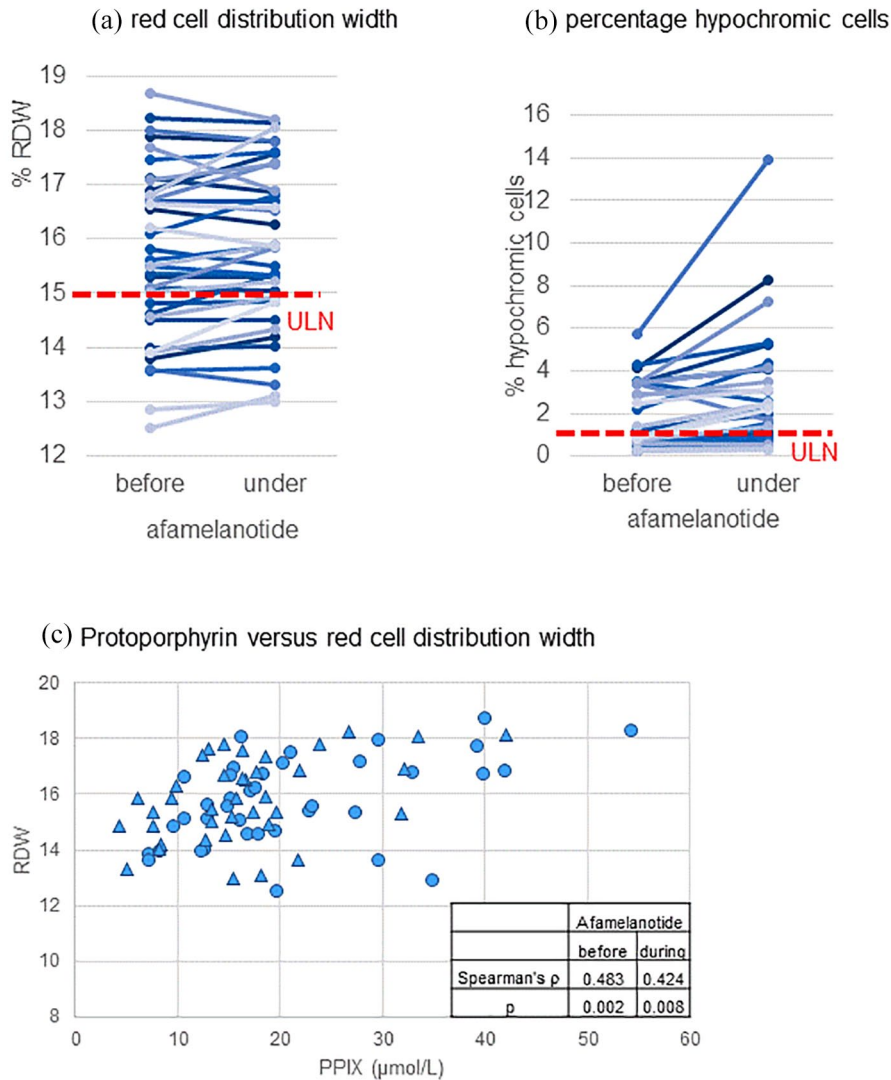 (a) red cell distribution width
% RDW
19
18
17
16
15
14
13
12
ULN
before under
afamelanotide
(b) percentage hypochromic cells
% hypochromic cells
16
14
12
10
8
6
4
2
0
ULN
before under
afamelanotide
(c) Protoporphyrin versus red cell distribution width
RDW
20
18
16
14
12
10
8
Afamelanotide
before during
Spearman's ρ 0.483 0.424
p 0.002 0.008
0 10 20 30 40 50 60
PPIX (µmol/L)